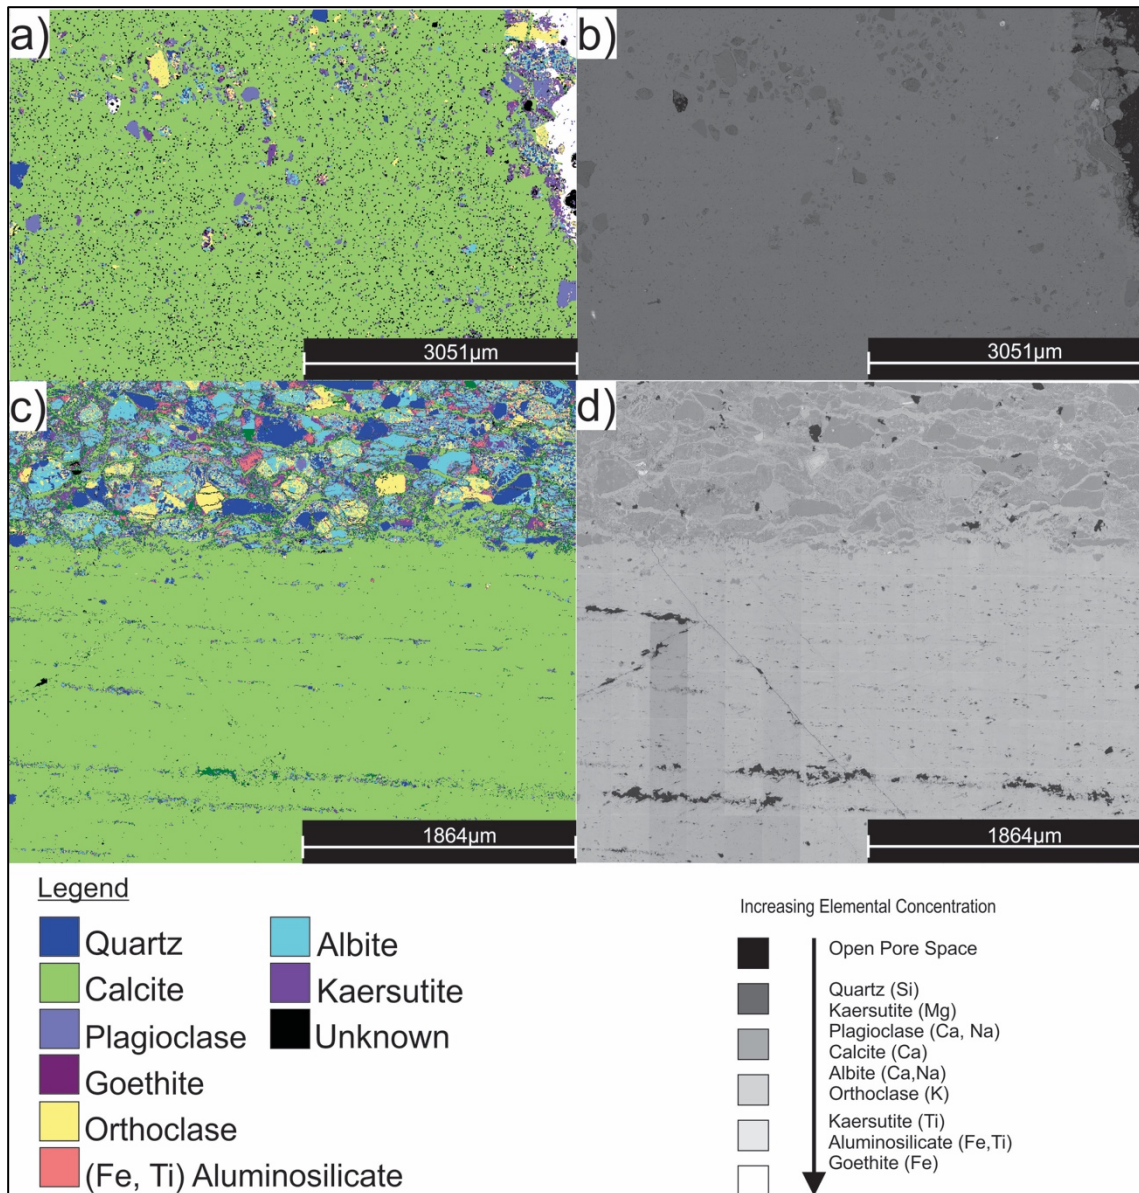 a)
b)
3051µm
3051µm
c)
d)
1864µm
1864µm
Legend
Quartz
Albite
Calcite
Kaersutite
Plagioclase
Unknown
Goethite
Orthoclase
(Fe, Ti) Aluminosilicate
Increasing Elemental Concentration
Open Pore Space
Quartz (Si)
Kaersutite (Mg)
Plagioclase (Ca, Na)
Calcite (Ca)
Albite (Ca,Na)
Orthoclase (K)
Kaersutite (Ti)
Aluminosilicate (Fe,Ti)
Goethite (Fe)